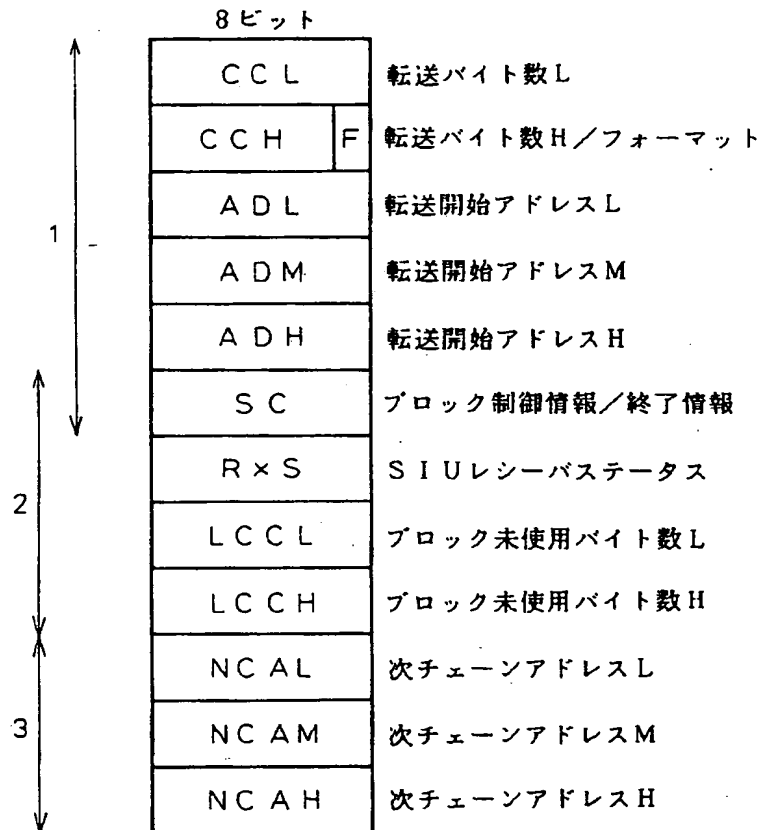 8ビット
CCL 転送バイト数L
CCH F 転送バイト数H/フォーマット
ADL 転送開始アドレスL
1
ADM 転送開始アドレスM
ADH 転送開始アドレスH
SC ブロック制御情報/終了情報
R×S SIUレシーバステータス
2
LCCL ブロック未使用バイト数L
LCCH ブロック未使用バイト数H
NCAL 次チェーンアドレスL
3
NCAM 次チェーンアドレスM
NCAH 次チェーンアドレスH